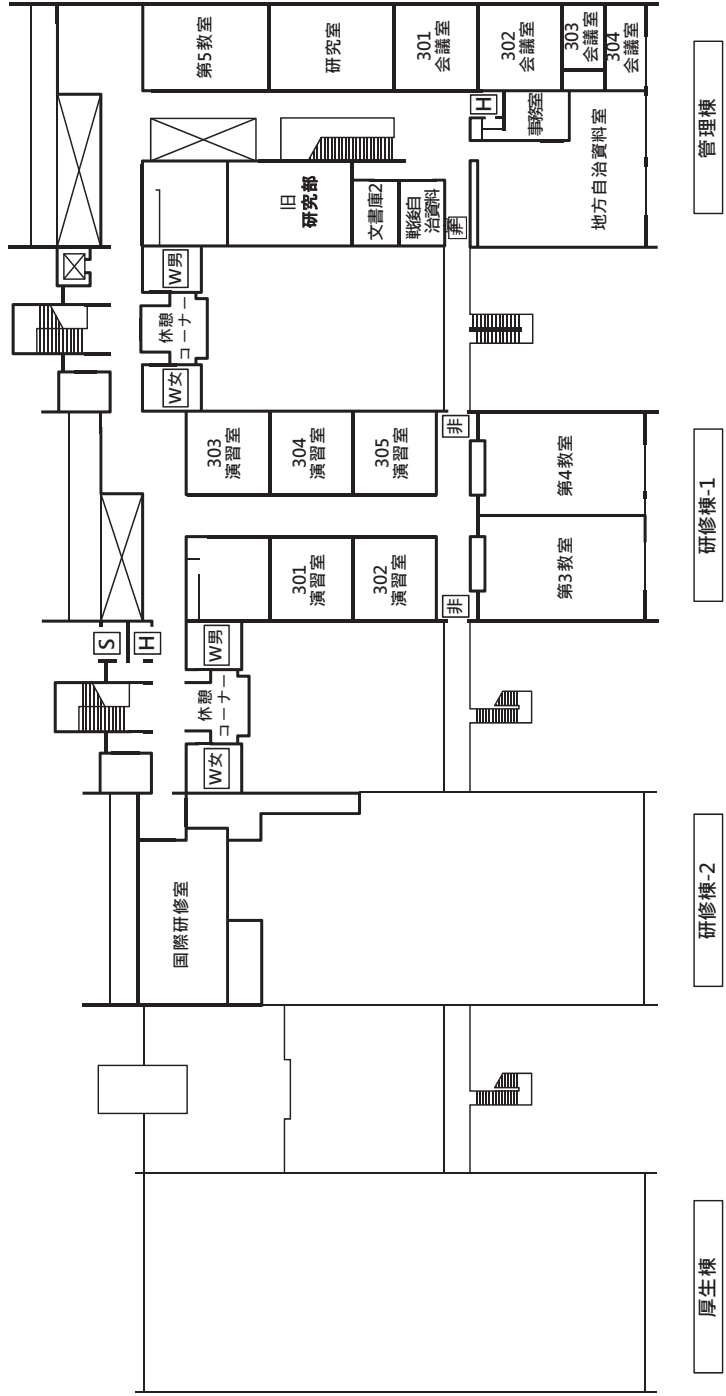 第5教室
研究室
301
会議室
302
会議室
303
会議室
304
会議室
H
事務室
地方自治資料室
旧
研究部
文書庫2
戦後自
治資料
非
W男
休憩
コーナー
W女
管理棟
303
演習室
304
演習室
305
演習室
非
第4教室
301
演習室
302
演習室
非
第3教室
S
H
W男
休憩
コーナー
W女
研修棟-1
国際研修室
研修棟-2
厚生棟